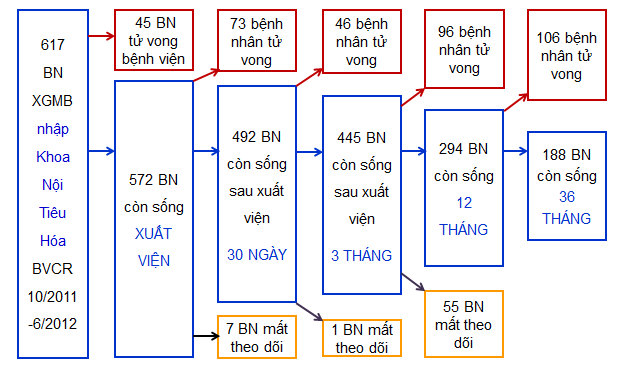 617
BN
XGMB
nhập
Khoa
Nội
Tiêu
Hóa
BVCR
10/2011
-6/2012
45 BN
tử vong
bệnh viện
572 BN
còn sống
XUẤT
VIỆN
73 bệnh
nhân tử
vong
492 BN
còn sống
sau xuất
viện
30 NGÀY
7 BN mất
theo dõi
46 bệnh
nhân tử
vong
445 BN
còn sống
sau xuất
viện
3 THÁNG
1 BN mất
theo dõi
96 bệnh
nhân tử
vong
294 BN
còn sống
12
THÁNG
55 BN
mất theo
dõi
106 bệnh
nhân tử
vong
188 BN
còn sống
36
THÁNG